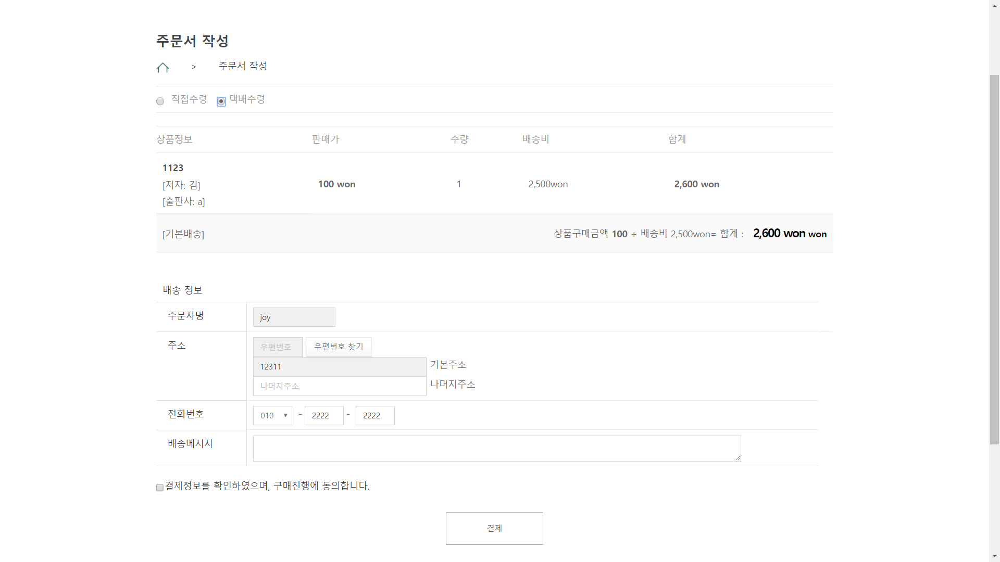 주문서 작성
> 주문서 작성
직접수령 택배수령
상품정보 판매가 수량 배송비 합계
1123
[저자: 김]
[출판사: a]
100 won 1 2,500won 2,600 won
[기본배송] 상품구매금액 100 + 배송비 2,500won= 합계 : 2,600 won won
배송 정보
주문자명 joy
주소 우편번호 우편번호 찾기
12311 기본주소
나머지주소 나머지주소
전화번호 010 - 2222 - 2222
배송메시지
결제정보를 확인하였으며, 구매진행에 동의합니다.
결제